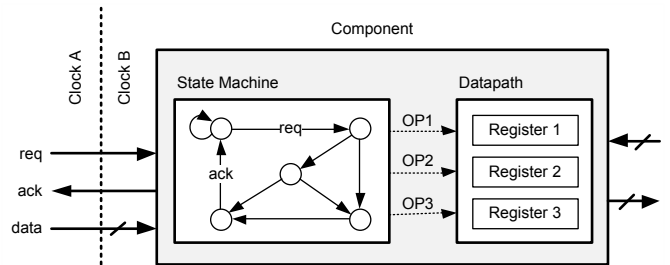 Component
Clock A
Clock B
State Machine
Datapath
req
ack
data
req
ack
OP1
OP2
OP3
Register 1
Register 2
Register 3